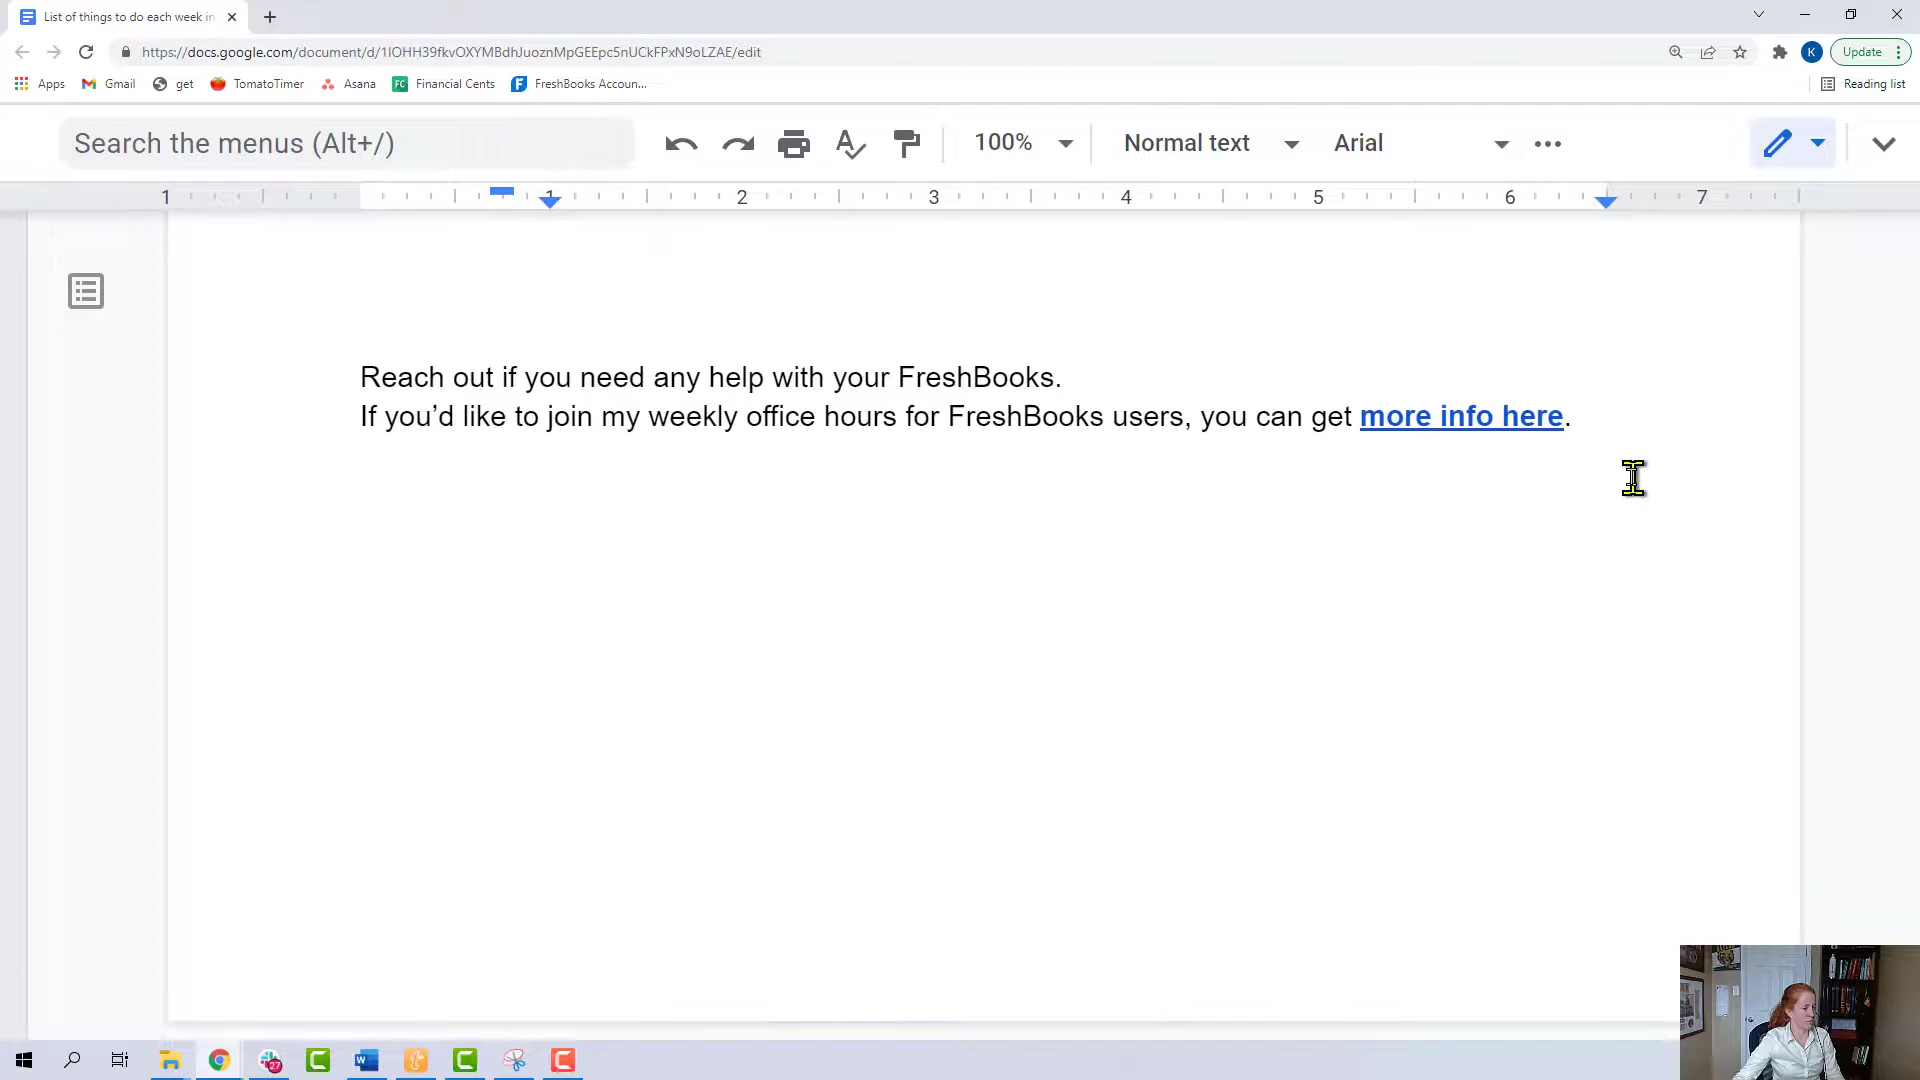 List of things to do each week in
https://docs.google.com/document/d/1IOHH39fkvOXYMBdhJuoznMpGEEpc5nUCkFPxN9oLZAE/edit
K
Update
Apps
Gmail
get
TomatoTimer
Asana
FC
Financial Cents
FreshBooks Accoun...
Reading list
Search the menus (Alt+/)
100%
Normal text
Arial
1 1 2 3 4 5 6 7
Reach out if you need any help with your FreshBooks.
If you’d like to join my weekly office hours for FreshBooks users, you can get more info here.
27